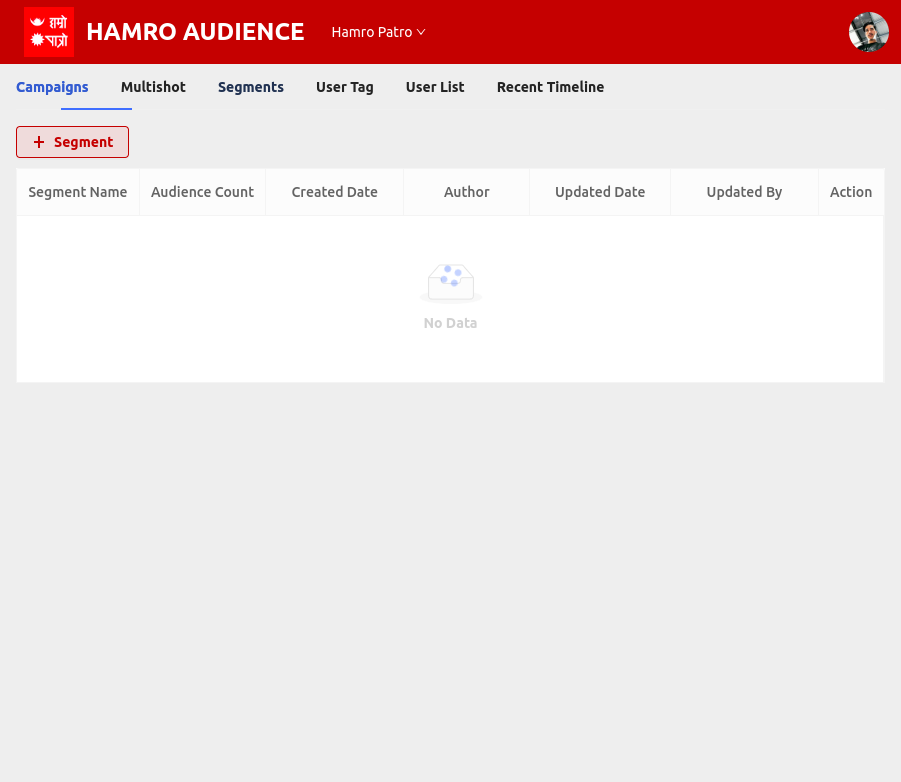 हाम्रो
पात्रो
HAMRO AUDIENCE
Hamro Patro
Campaigns Multishot Segments User Tag User List Recent Timeline
+ Segment
Segment Name Audience Count Created Date Author Updated Date Updated By Action
No Data